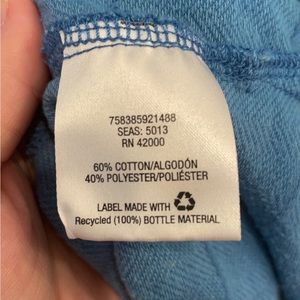 758385921488
SEAS: 5013
RN 42000
60% COTTON/ALGODÓN
40% POLYESTER/POLIÉSTER
LABEL MADE WITH
Recycled (100%) BOTTLE MATERIAL